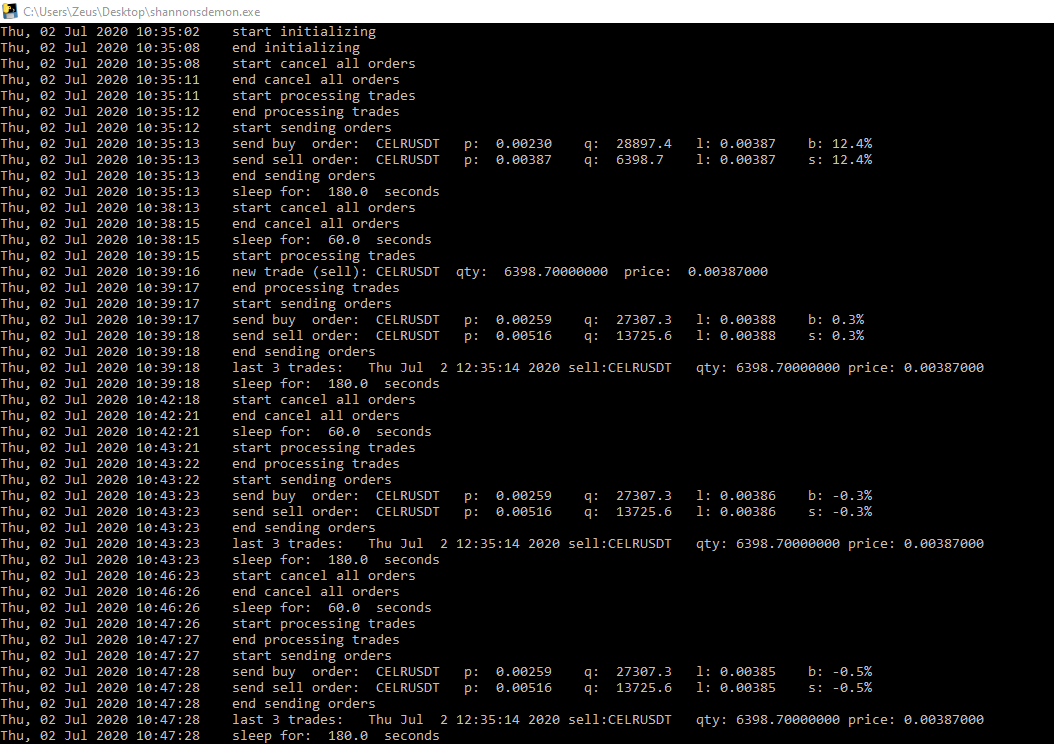 C:\Users\Zeus\Desktop\shannonsdemon.exe
Thu, 02 Jul 2020 10:35:02    start initializing
Thu, 02 Jul 2020 10:35:08    end initializing
Thu, 02 Jul 2020 10:35:08    start cancel all orders
Thu, 02 Jul 2020 10:35:11    end cancel all orders
Thu, 02 Jul 2020 10:35:11    start processing trades
Thu, 02 Jul 2020 10:35:12    end processing trades
Thu, 02 Jul 2020 10:35:12    start sending orders
Thu, 02 Jul 2020 10:35:13    send buy  order:  CELRUSDT   p:  0.00230    q:  28897.4   l: 0.00387    b: 12.4%
Thu, 02 Jul 2020 10:35:13    send sell order:  CELRUSDT   p:  0.00387    q:  6398.7    l: 0.00387    s: 12.4%
Thu, 02 Jul 2020 10:35:13    end sending orders
Thu, 02 Jul 2020 10:35:13    sleep for:  180.0  seconds
Thu, 02 Jul 2020 10:38:13    start cancel all orders
Thu, 02 Jul 2020 10:38:15    end cancel all orders
Thu, 02 Jul 2020 10:38:15    sleep for:  60.0  seconds
Thu, 02 Jul 2020 10:39:15    start processing trades
Thu, 02 Jul 2020 10:39:16    new trade (sell): CELRUSDT  qty:  6398.70000000  price:  0.00387000
Thu, 02 Jul 2020 10:39:17    end processing trades
Thu, 02 Jul 2020 10:39:17    start sending orders
Thu, 02 Jul 2020 10:39:17    send buy  order:  CELRUSDT   p:  0.00259    q:  27307.3   l: 0.00388    b: 0.3%
Thu, 02 Jul 2020 10:39:18    send sell order:  CELRUSDT   p:  0.00516    q:  13725.6   l: 0.00388    s: 0.3%
Thu, 02 Jul 2020 10:39:18    end sending orders
Thu, 02 Jul 2020 10:39:18    last 3 trades:   Thu Jul  2 12:35:14 2020 sell:CELRUSDT   qty: 6398.70000000 price: 0.00387000
Thu, 02 Jul 2020 10:39:18    sleep for:  180.0  seconds
Thu, 02 Jul 2020 10:42:18    start cancel all orders
Thu, 02 Jul 2020 10:42:21    end cancel all orders
Thu, 02 Jul 2020 10:42:21    sleep for:  60.0  seconds
Thu, 02 Jul 2020 10:43:21    start processing trades
Thu, 02 Jul 2020 10:43:22    end processing trades
Thu, 02 Jul 2020 10:43:22    start sending orders
Thu, 02 Jul 2020 10:43:23    send buy  order:  CELRUSDT   p:  0.00259    q:  27307.3   l: 0.00386    b: -0.3%
Thu, 02 Jul 2020 10:43:23    send sell order:  CELRUSDT   p:  0.00516    q:  13725.6   l: 0.00386    s: -0.3%
Thu, 02 Jul 2020 10:43:23    end sending orders
Thu, 02 Jul 2020 10:43:23    last 3 trades:   Thu Jul  2 12:35:14 2020 sell:CELRUSDT   qty: 6398.70000000 price: 0.00387000
Thu, 02 Jul 2020 10:43:23    sleep for:  180.0  seconds
Thu, 02 Jul 2020 10:46:23    start cancel all orders
Thu, 02 Jul 2020 10:46:26    end cancel all orders
Thu, 02 Jul 2020 10:46:26    sleep for:  60.0  seconds
Thu, 02 Jul 2020 10:47:26    start processing trades
Thu, 02 Jul 2020 10:47:27    end processing trades
Thu, 02 Jul 2020 10:47:27    start sending orders
Thu, 02 Jul 2020 10:47:28    send buy  order:  CELRUSDT   p:  0.00259    q:  27307.3   l: 0.00385    b: -0.5%
Thu, 02 Jul 2020 10:47:28    send sell order:  CELRUSDT   p:  0.00516    q:  13725.6   l: 0.00385    s: -0.5%
Thu, 02 Jul 2020 10:47:28    end sending orders
Thu, 02 Jul 2020 10:47:28    last 3 trades:   Thu Jul  2 12:35:14 2020 sell:CELRUSDT   qty: 6398.70000000 price: 0.00387000
Thu, 02 Jul 2020 10:47:28    sleep for:  180.0  seconds